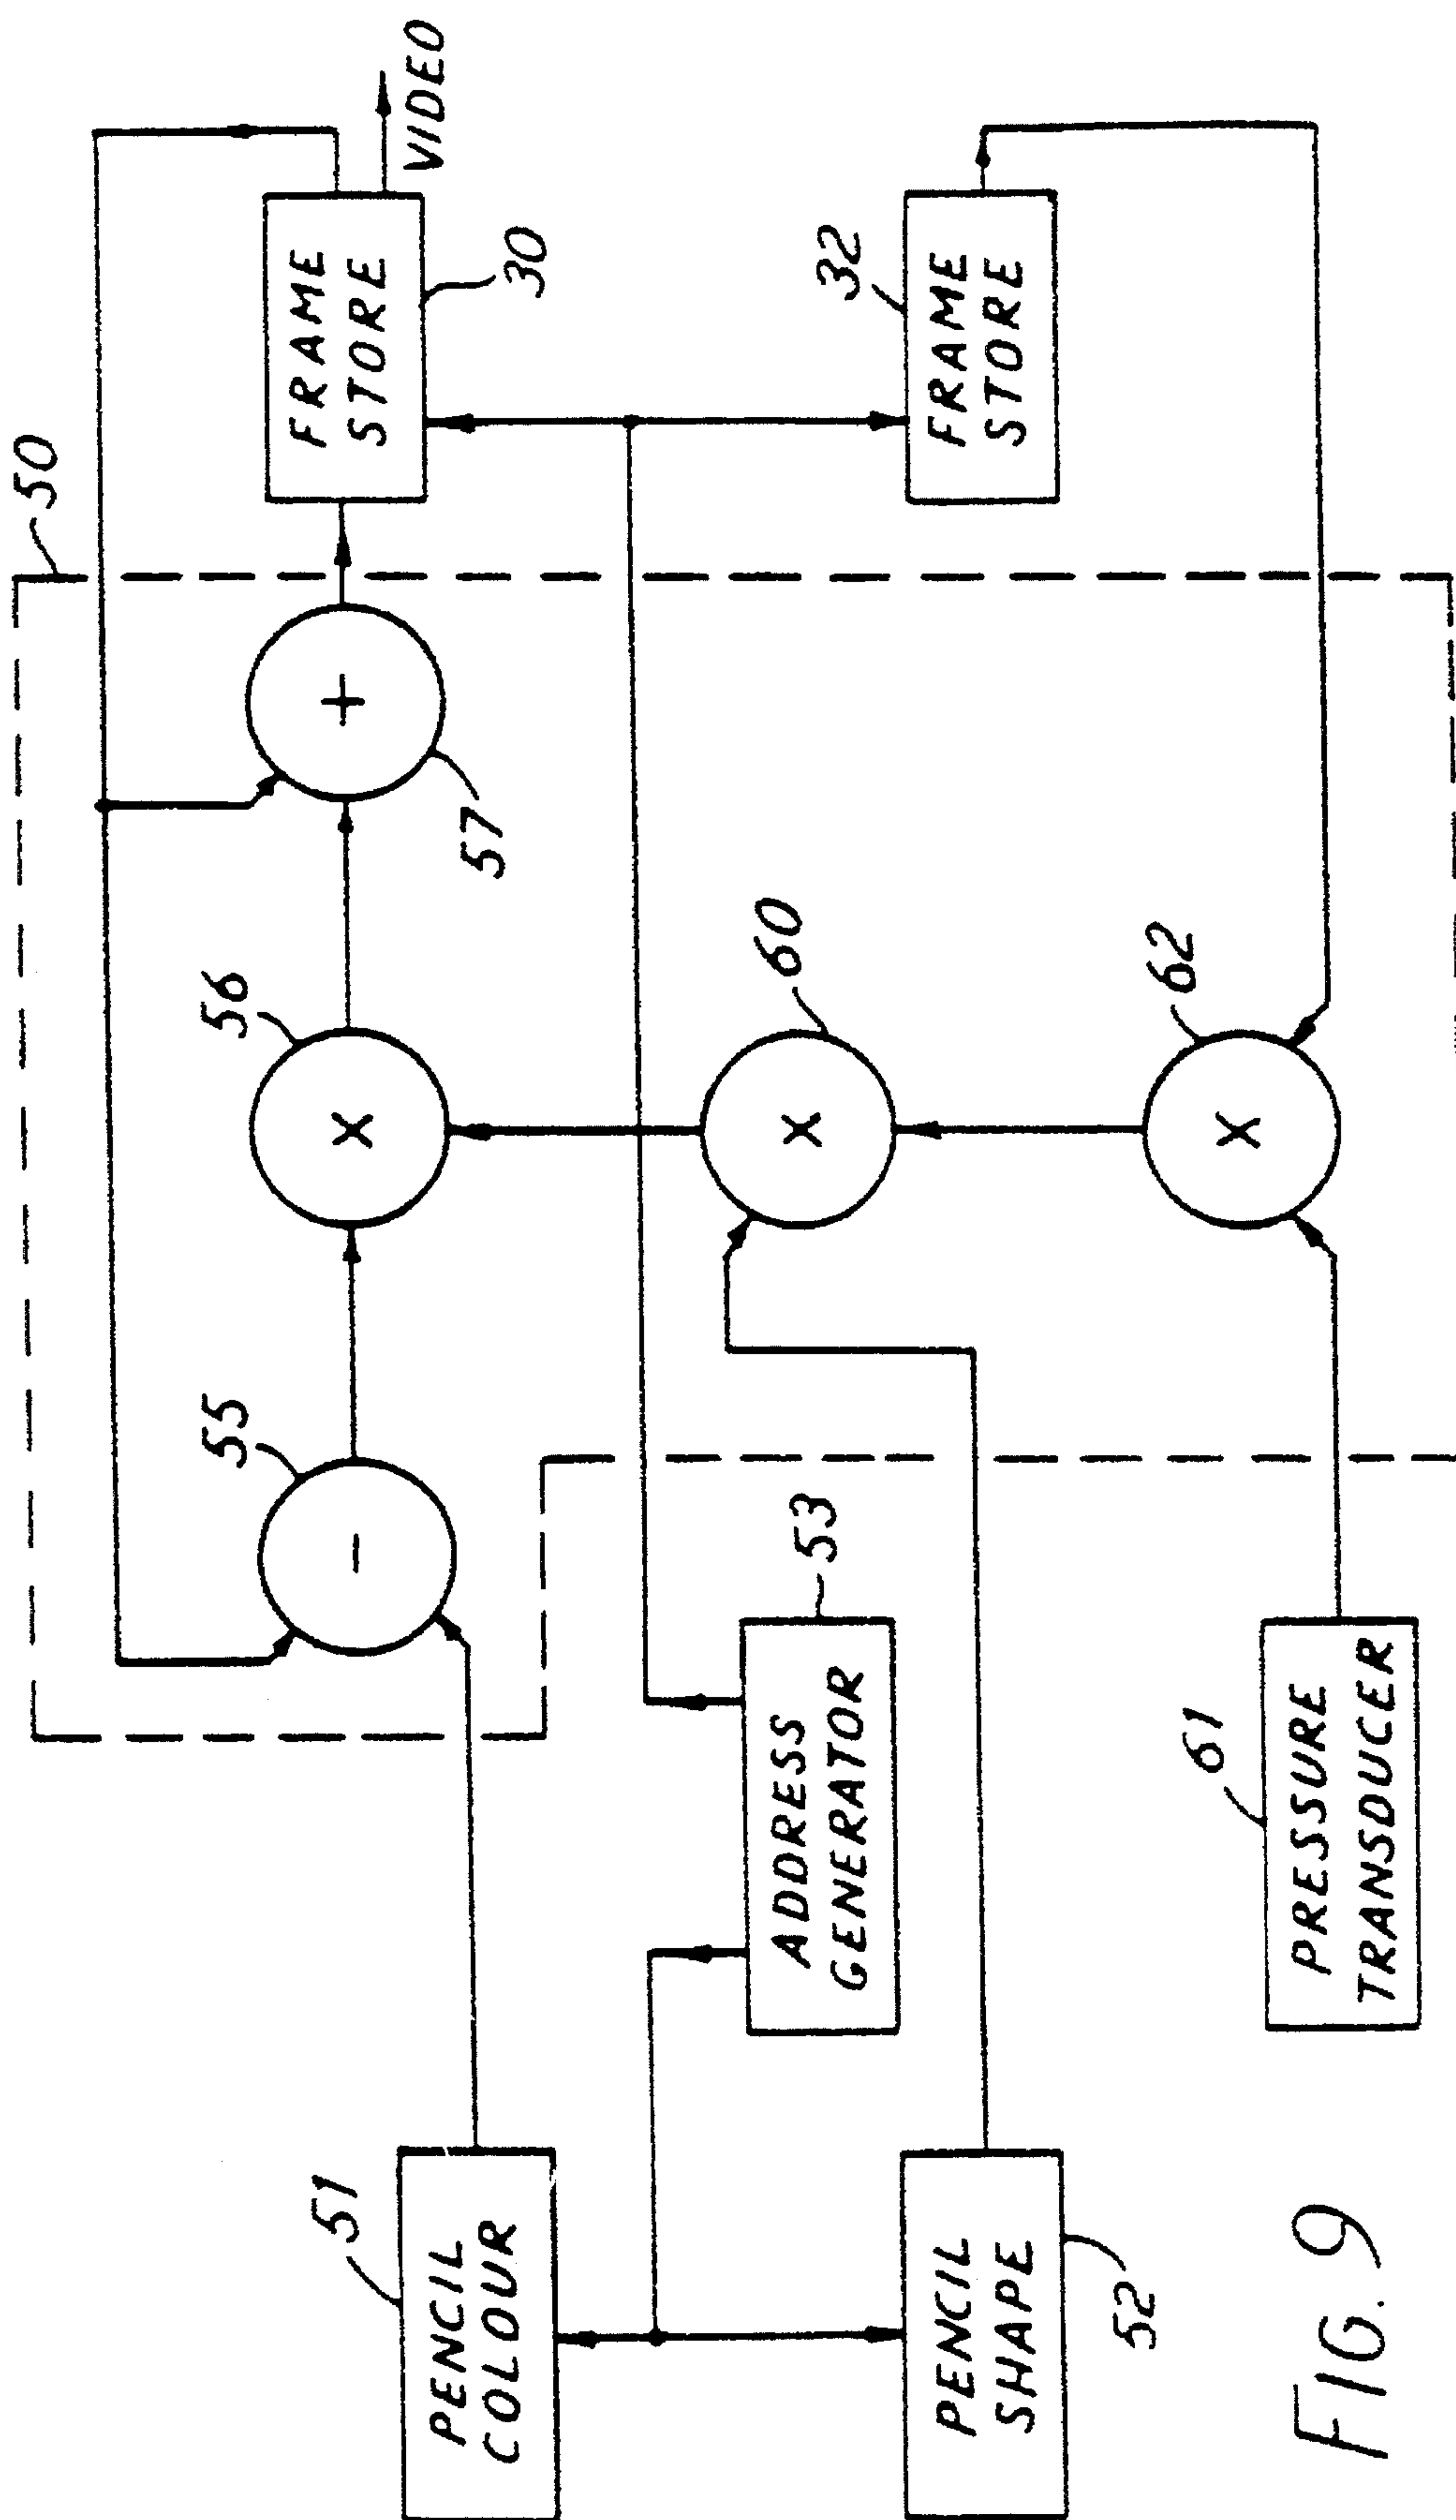 50
PENCIL
COLOUR
51
55
-
56
X
57
+
FRAME
STORE
30
VIDEO
ADDRESS
GENERATOR
53
60
X
PENCIL
SHAPE
52
FRAME
STORE
32
PRESSURE
TRANSDUCER
61
62
X
FIG. 9